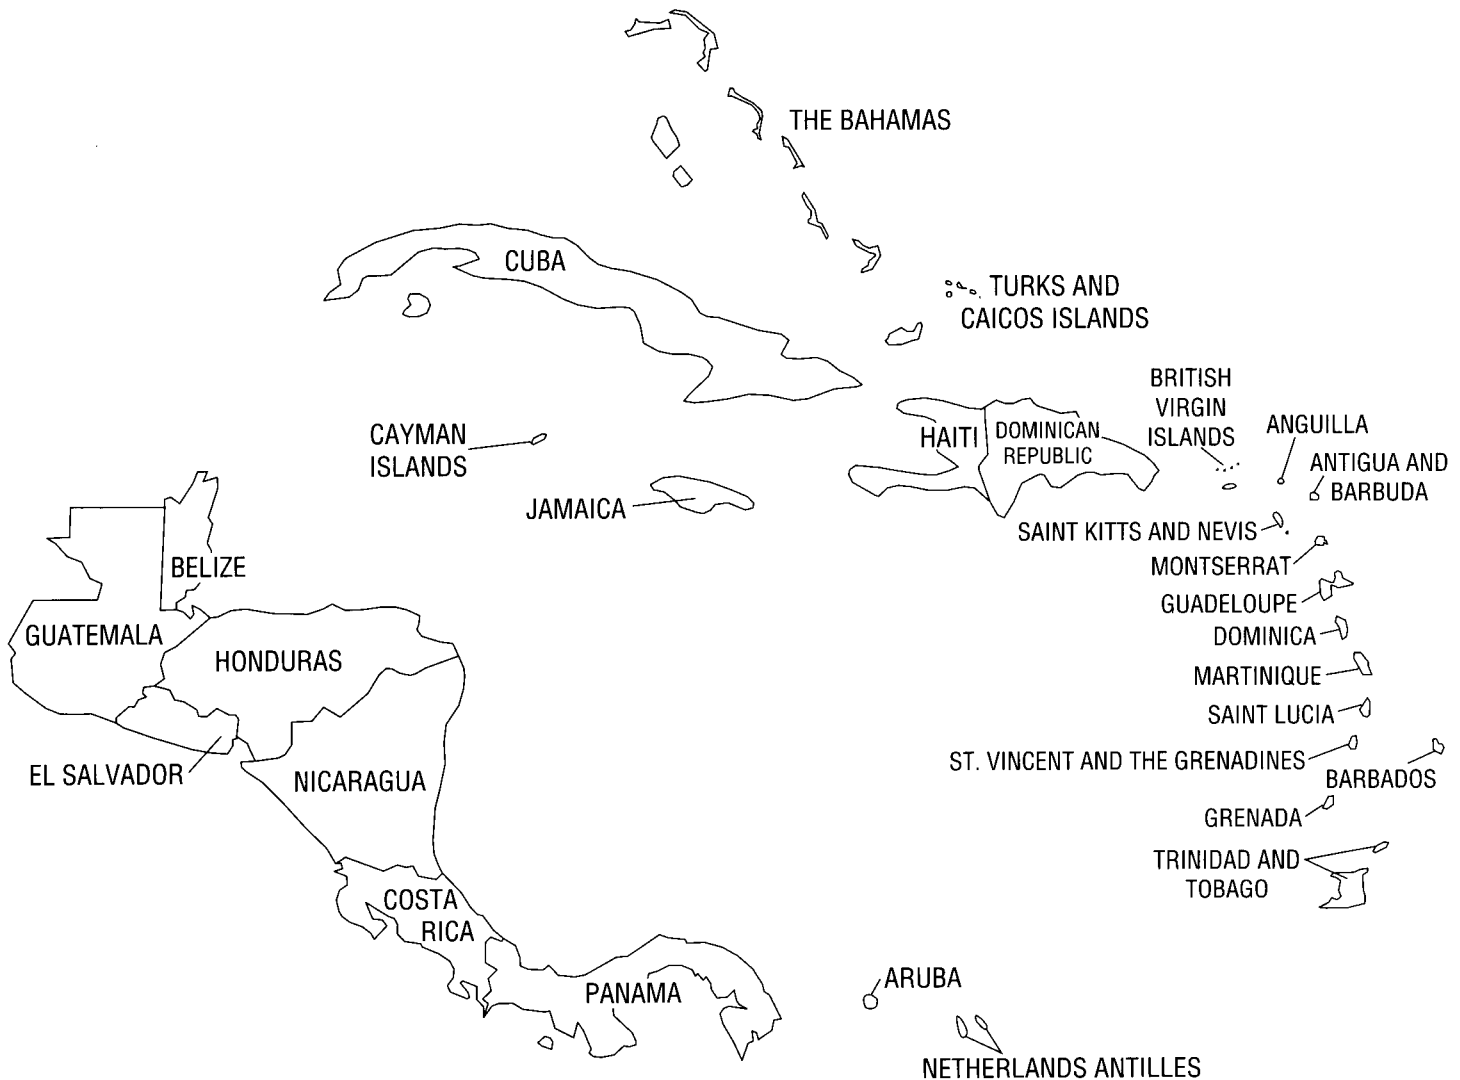 THE BAHAMAS
CUBA
TURKS AND
CAICOS ISLANDS
BRITISH
VIRGIN
ISLANDS
ANGUILLA
CAYMAN
ISLANDS
HAITI
DOMINICAN
REPUBLIC
ANTIGUA AND
BARBUDA
JAMAICA
SAINT KITTS AND NEVIS
BELIZE
MONTSERRAT
GUADELOUPE
GUATEMALA
DOMINICA
HONDURAS
MARTINIQUE
SAINT LUCIA
ST. VINCENT AND THE GRENADINES
EL SALVADOR
NICARAGUA
BARBADOS
GRENADA
TRINIDAD AND
TOBAGO
COSTA
RICA
ARUBA
PANAMA
NETHERLANDS ANTILLES